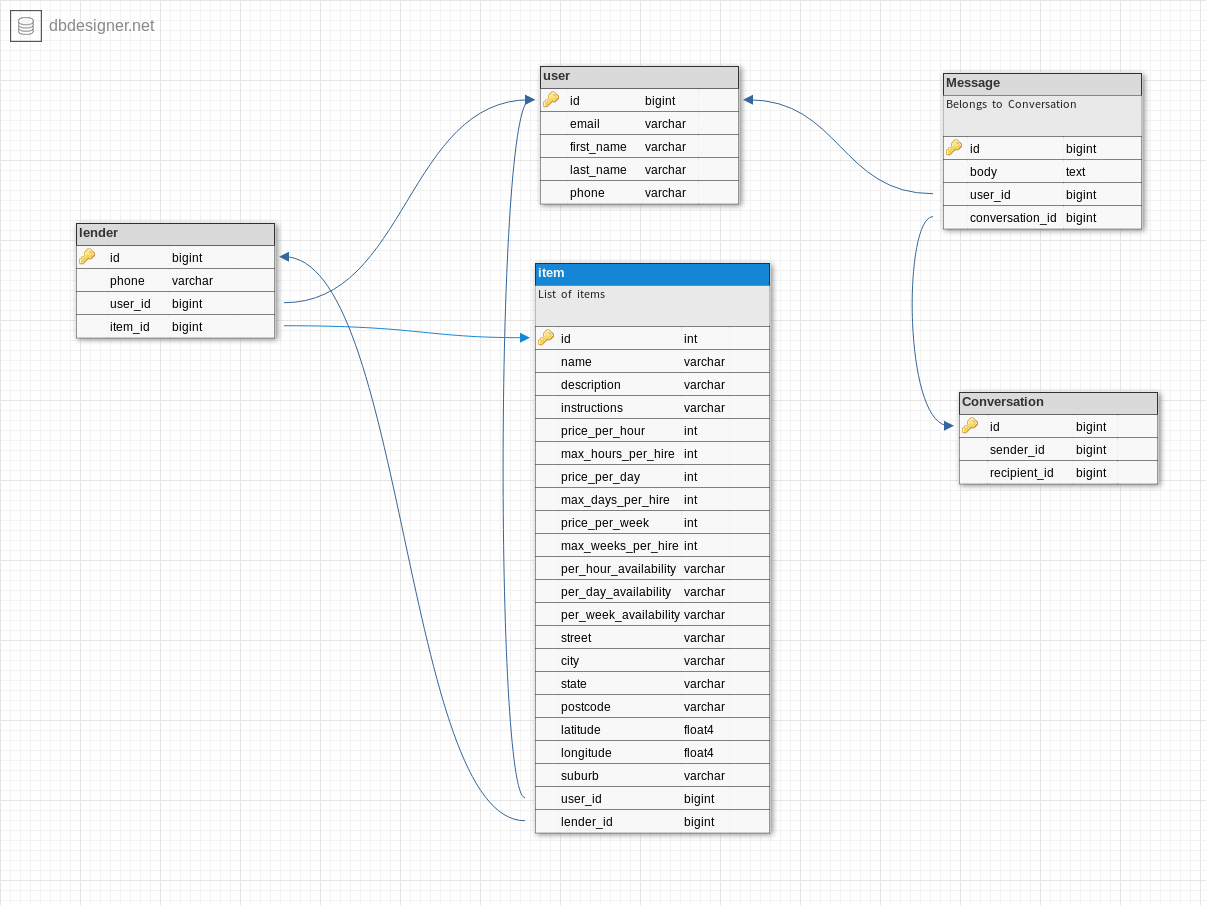 dbdesigner.net
user
id bigint
email varchar
first_name varchar
last_name varchar
phone varchar
Message
Belongs to Conversation
id bigint
body text
user_id bigint
conversation_id bigint
lender
id bigint
phone varchar
user_id bigint
item_id bigint
item
List of items
id int
name varchar
description varchar
instructions varchar
price_per_hour int
max_hours_per_hire int
price_per_day int
max_days_per_hire int
price_per_week int
max_weeks_per_hire int
per_hour_availability varchar
per_day_availability varchar
per_week_availability varchar
street varchar
city varchar
state varchar
postcode varchar
latitude float4
longitude float4
suburb varchar
user_id bigint
lender_id bigint
Conversation
id bigint
sender_id bigint
recipient_id bigint